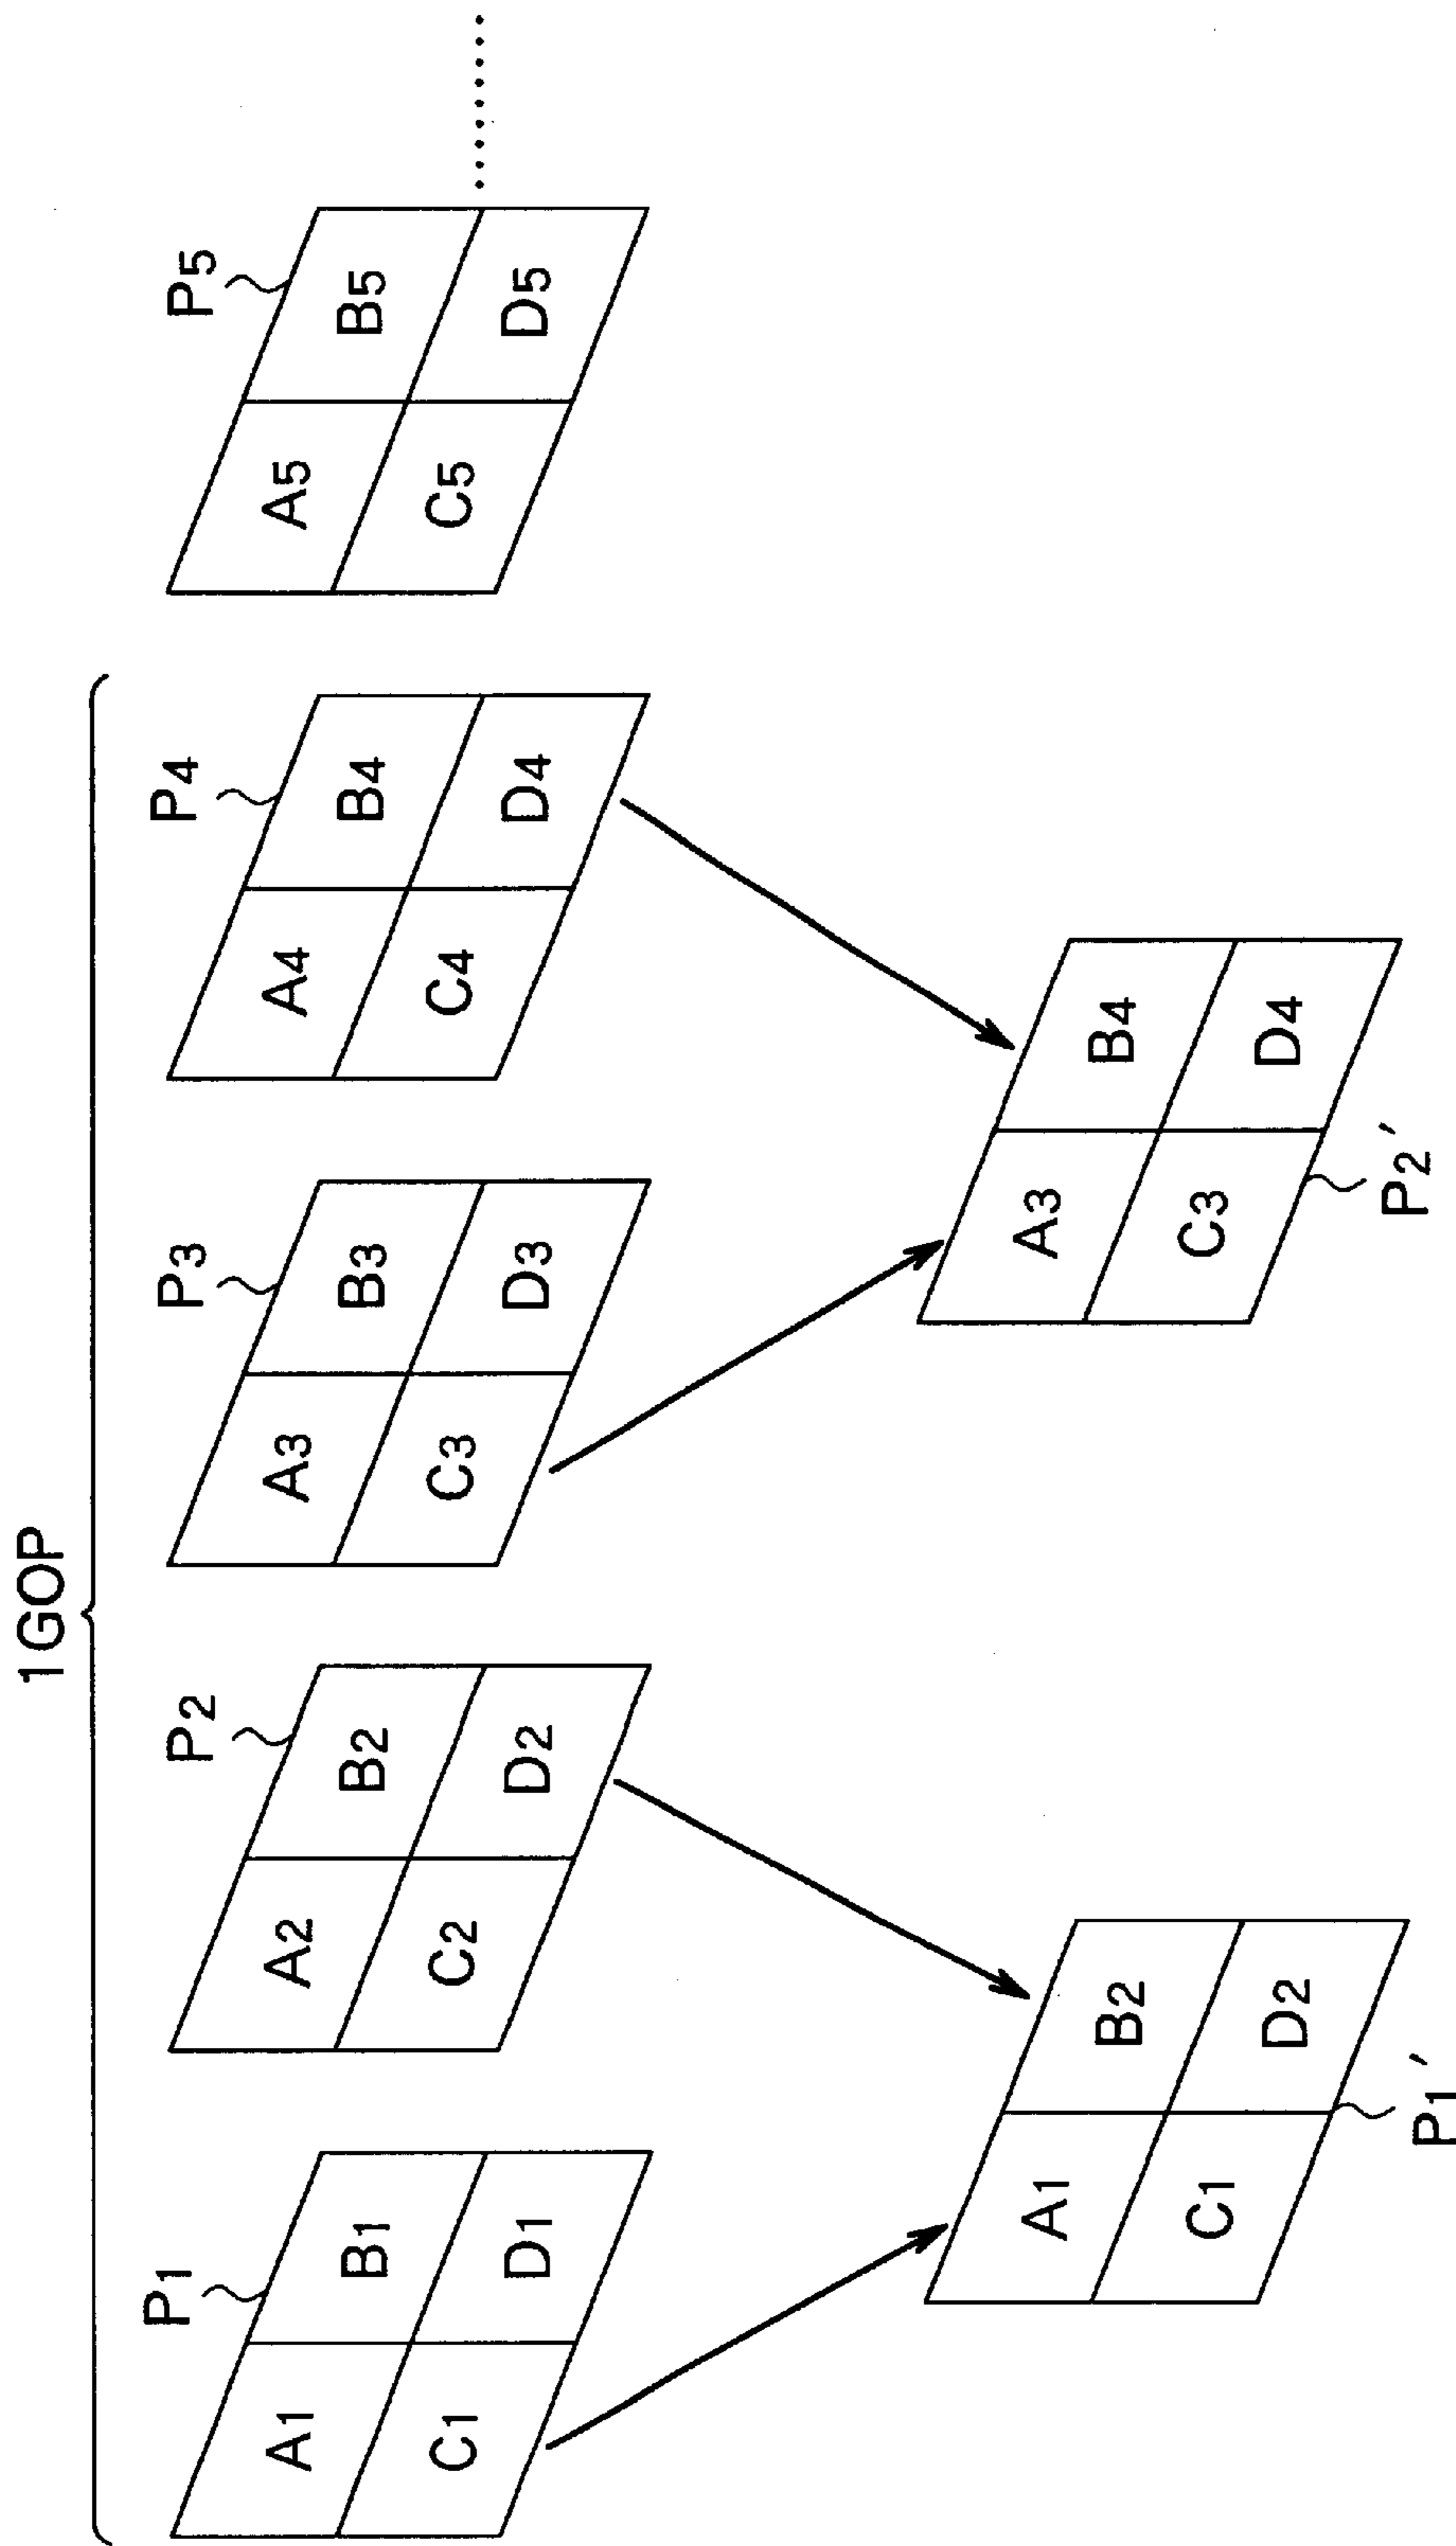 1GOP
P1
P2
P3
P4
P5
A1 B1
C1 D1
A2 B2
C2 D2
A3 B3
C3 D3
A4 B4
C4 D4
A5 B5
C5 D5
.........
A1 B2
C1 D2
P1'
A3 B4
C3 D4
P2'